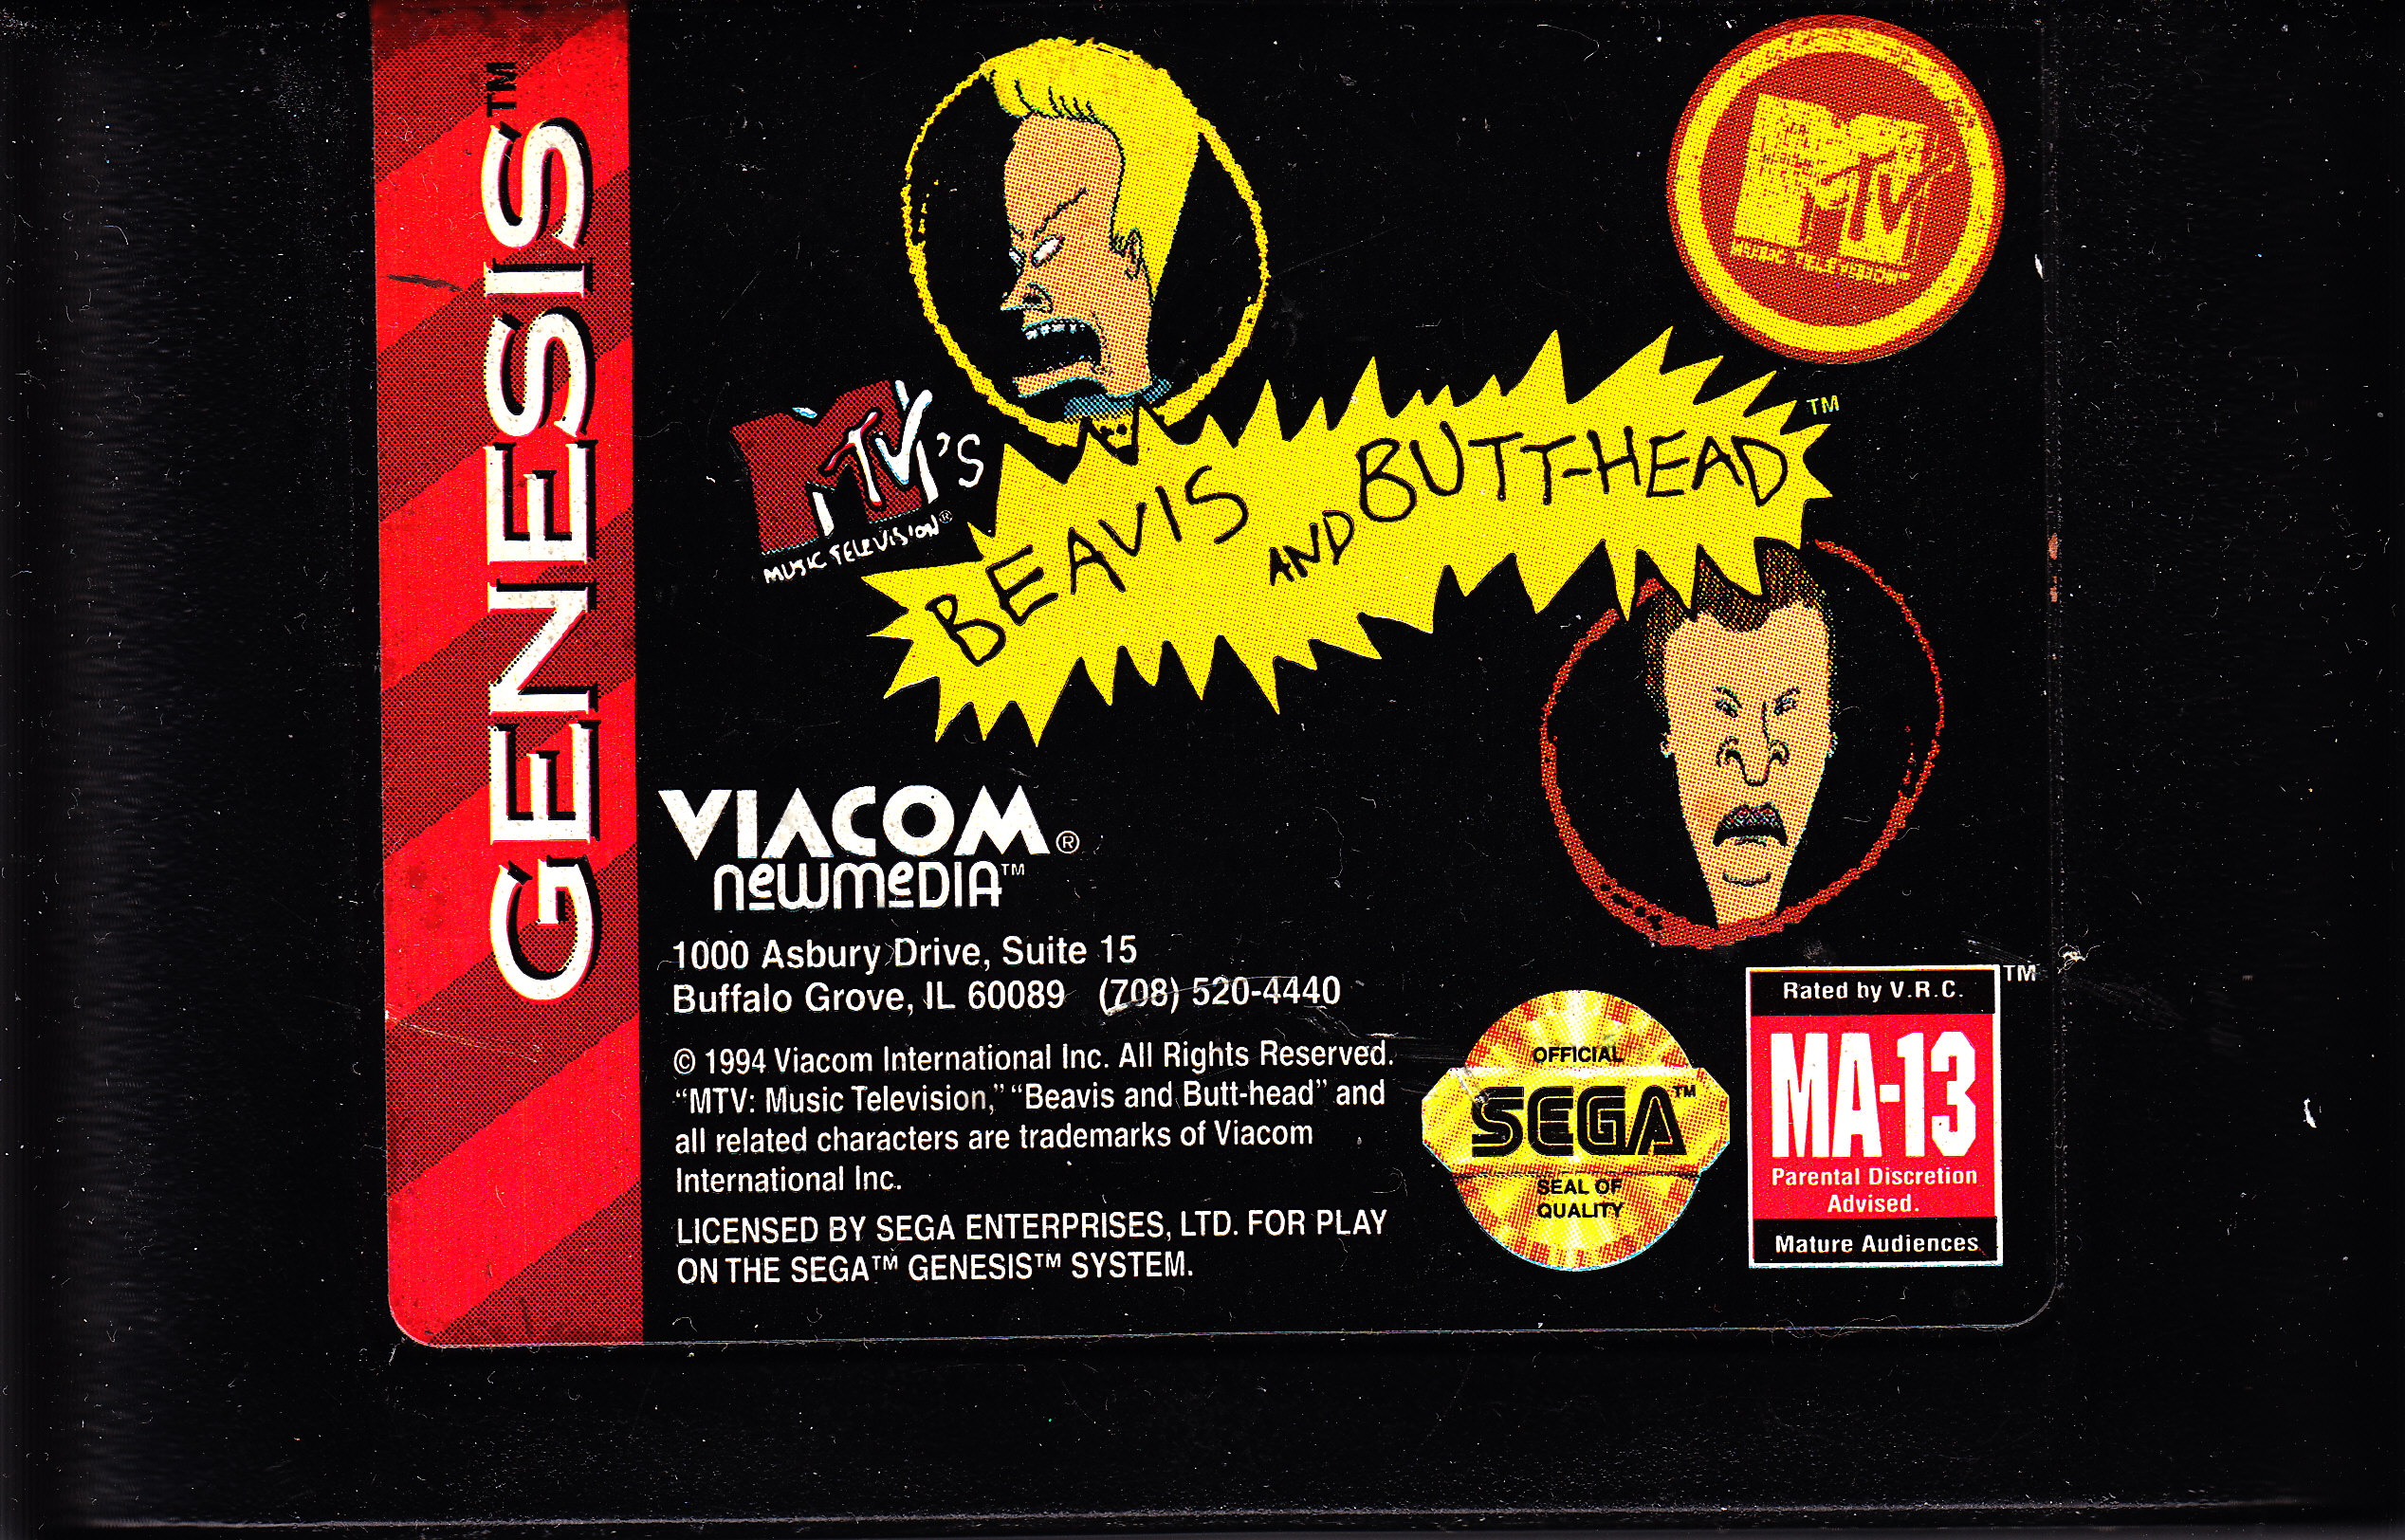 GENESIS™
MTV
MUSIC TELEVISION
MTV's
MUSIC TELEVISION®
BEAVIS AND BUTT-HEAD™
VIACOM®
newmedia™
1000 Asbury Drive, Suite 15
Buffalo Grove, IL 60089 (708) 520-4440
© 1994 Viacom International Inc. All Rights Reserved.
“MTV: Music Television,” “Beavis and Butt-head” and
all related characters are trademarks of Viacom
International Inc.
LICENSED BY SEGA ENTERPRISES, LTD. FOR PLAY
ON THE SEGA™ GENESIS™ SYSTEM.
OFFICIAL
SEGA™
SEAL OF
QUALITY
Rated by V.R.C.™
MA-13
Parental Discretion
Advised.
Mature Audiences